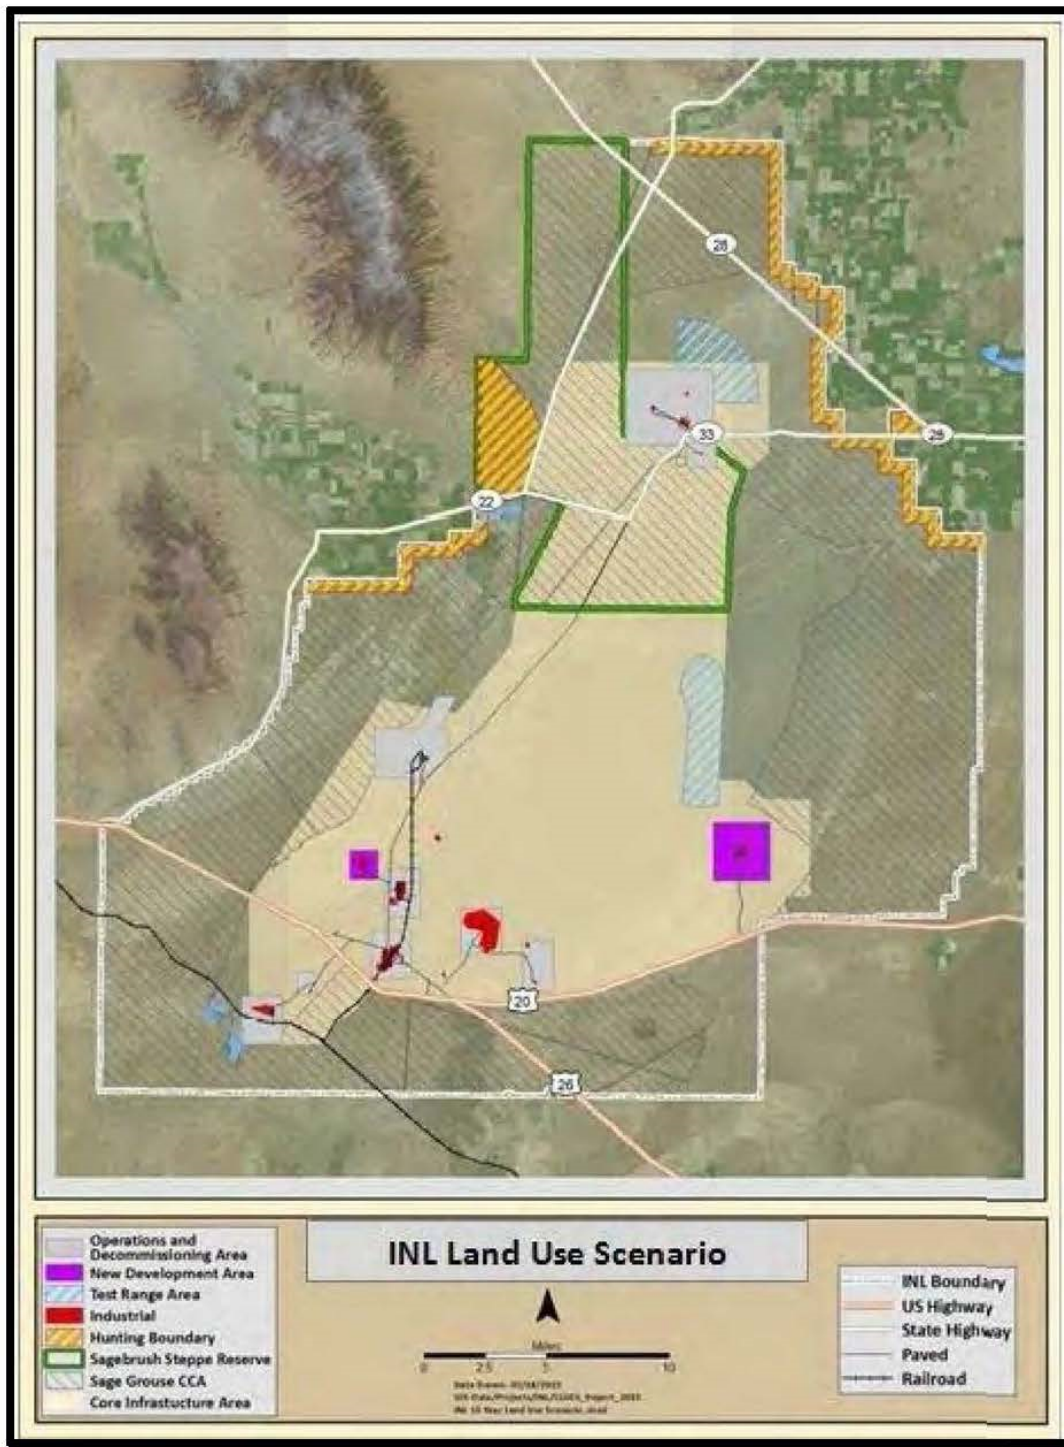 28
33
28
22
20
26
INL Land Use Scenario
Operations and
Decommissioning Area
New Development Area
Test Range Area
Industrial
Hunting Boundary
Sagebrush Steppe Reserve
Sage Grouse CCA
Core Infrastucture Area
Miles
0 2.5 5 10
INL Boundary
US Highway
State Highway
Paved
Railroad